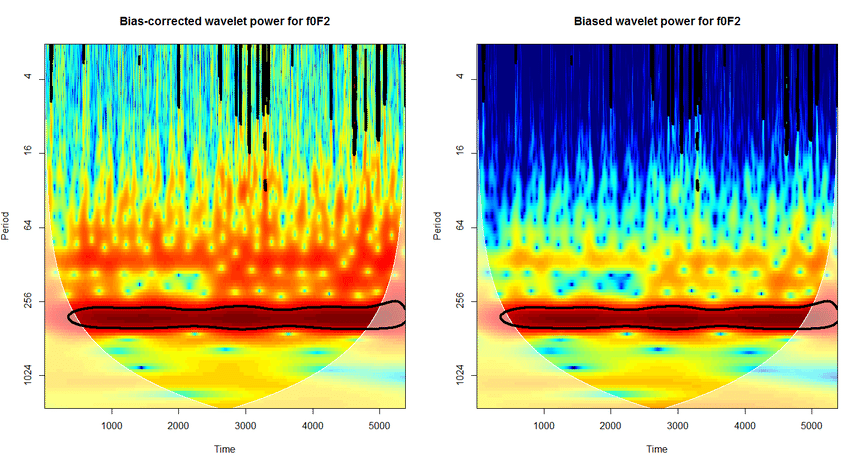 Bias-corrected wavelet power for f0F2
Period
4
16
64
256
1024
1000 2000 3000 4000 5000
Time
Biased wavelet power for f0F2
Period
4
16
64
256
1024
1000 2000 3000 4000 5000
Time